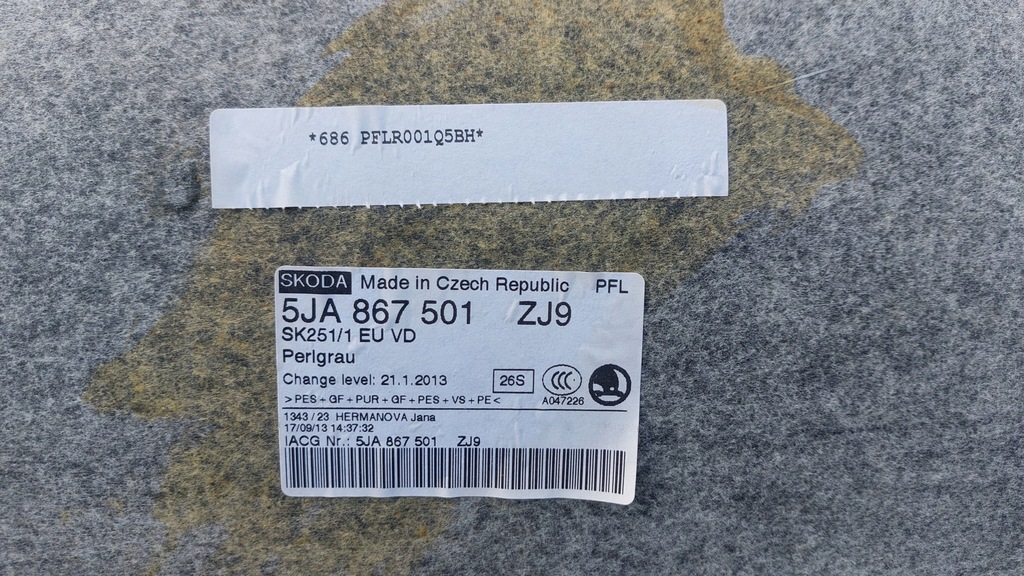 *686 PFLR001Q5BH*
SKODA Made in Czech Republic PFL
5JA 867 501 ZJ9
SK251/1 EU VD
Perlgrau
Change level: 21.1.2013 26S CCC
>PES+GF+PUR+GF+PES+VS+PE< A047226
1343/23 HERMANOVA Jana
17/09/13 14:37:32
IACG Nr.: 5JA 867 501 ZJ9